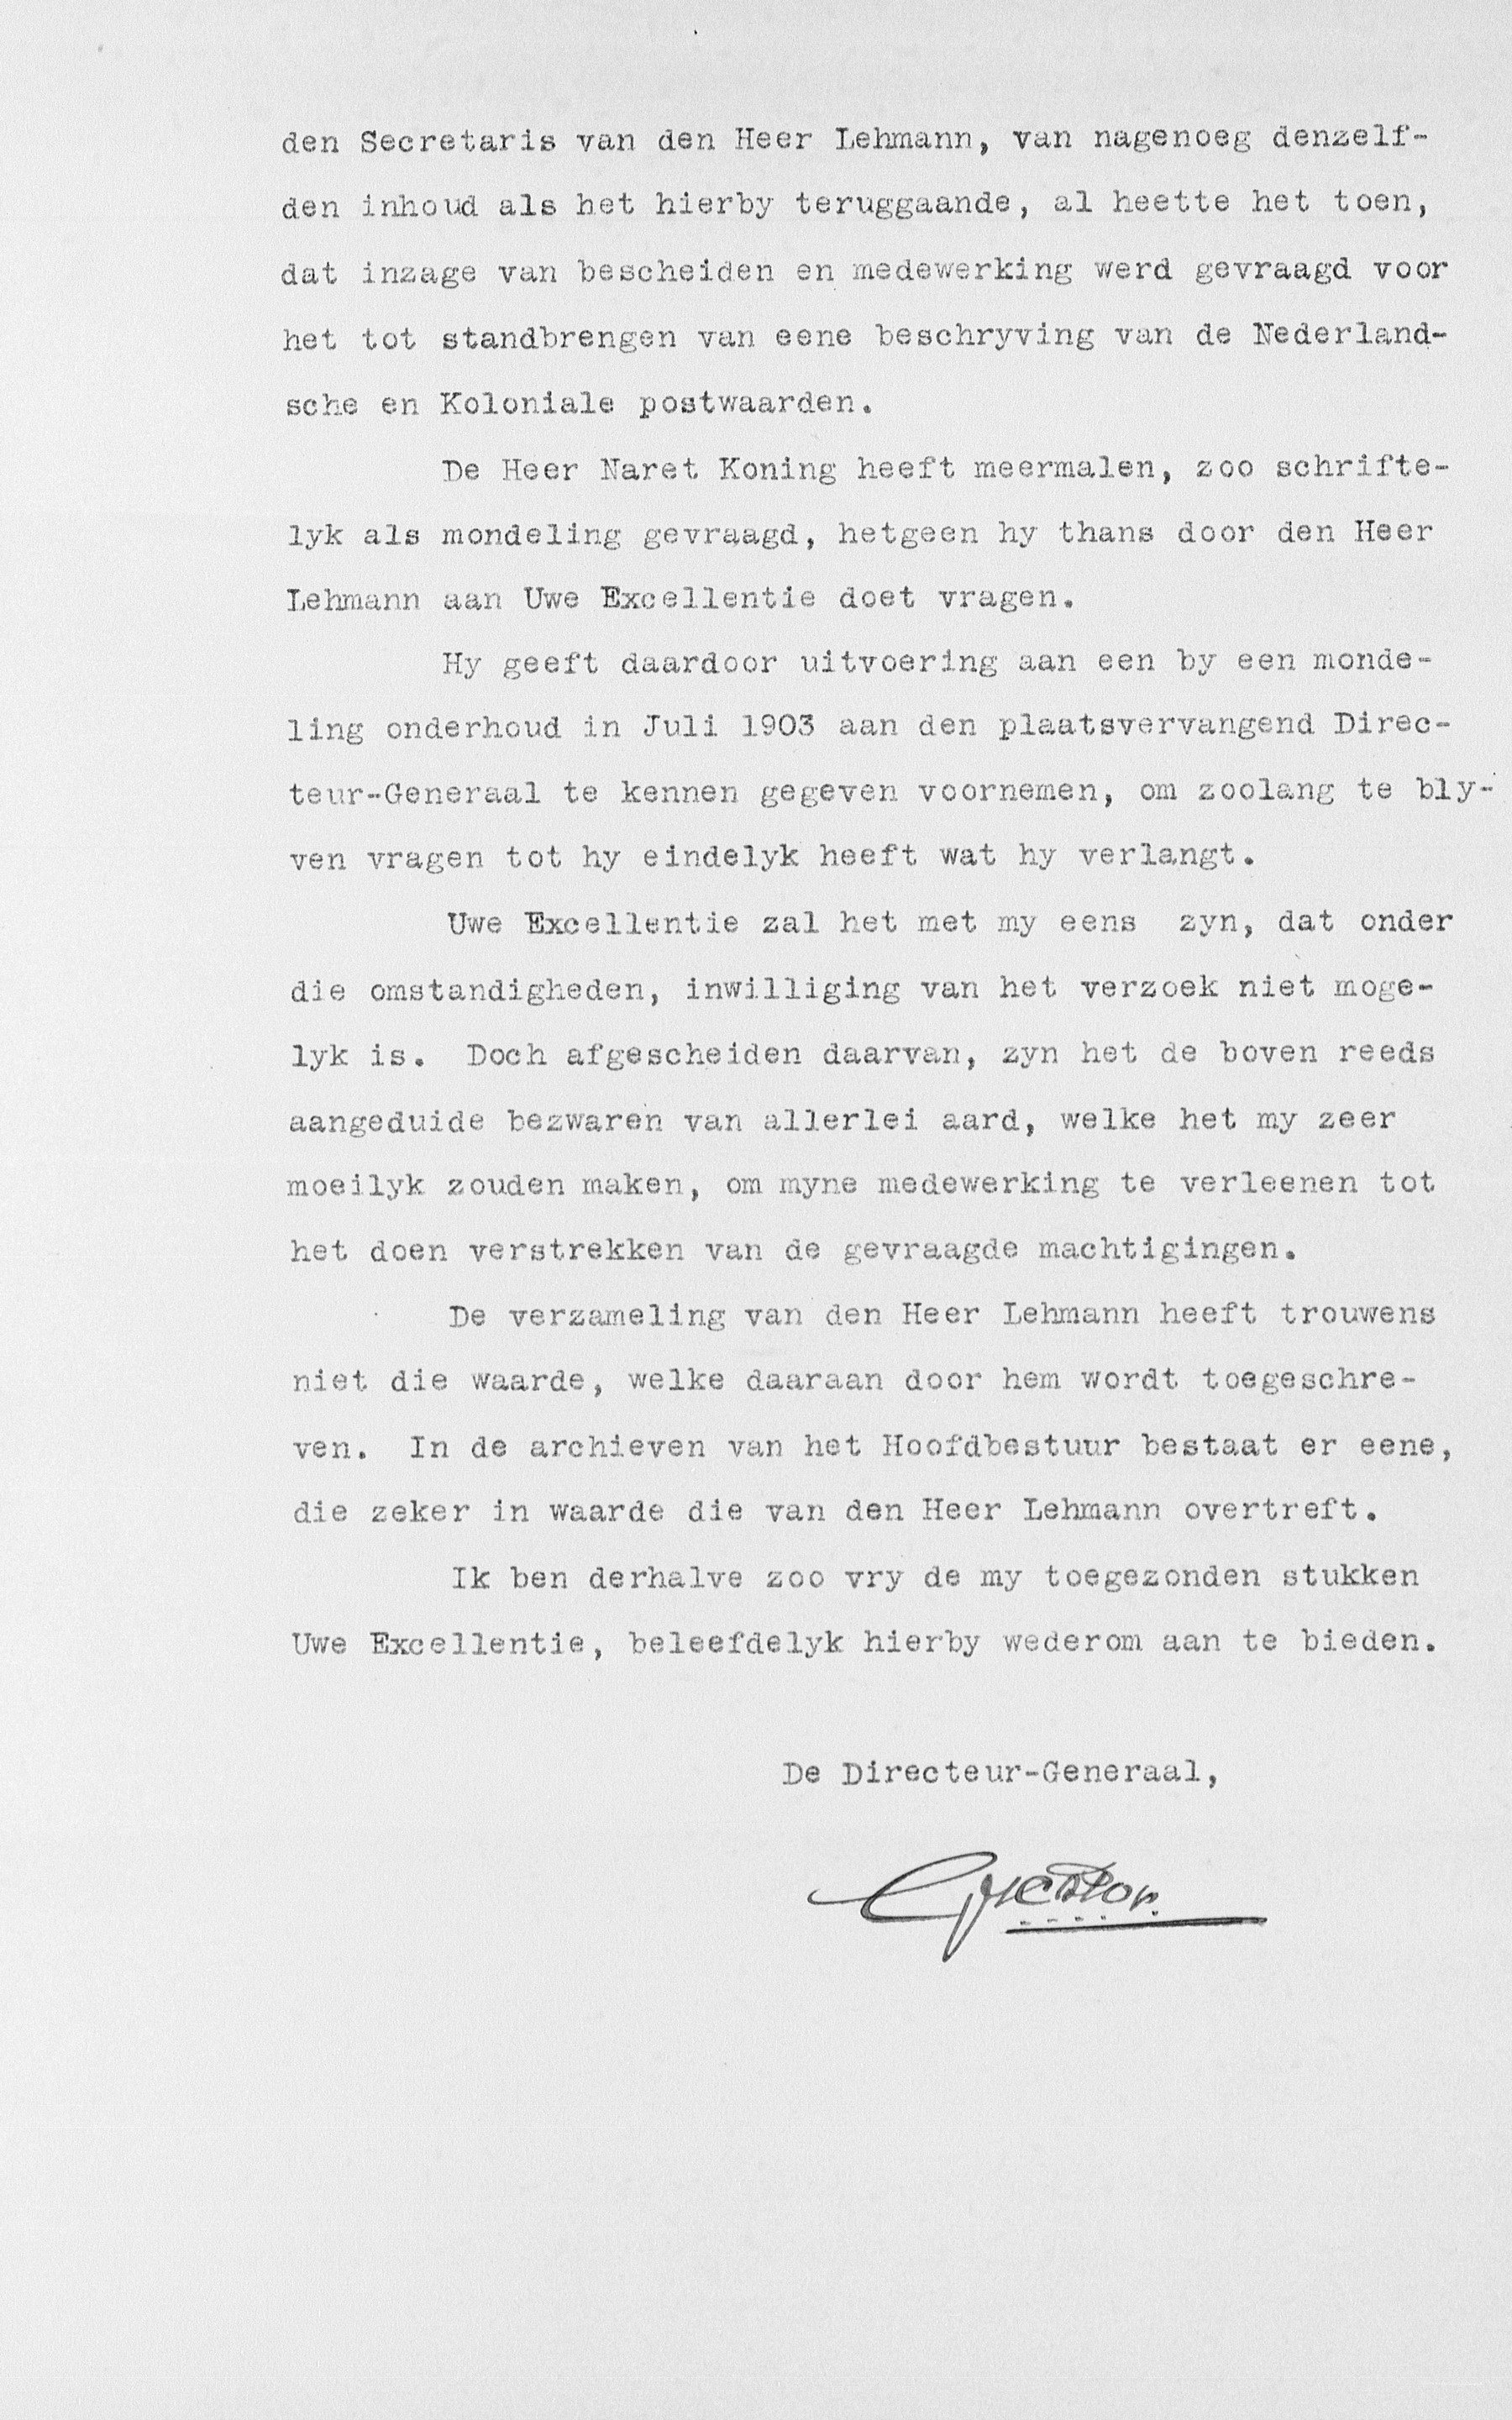 den Secretaris van den Heer Lehmann, van nagenoeg denzelf-
den inhoud als het hierby teruggaande, al heette het toen,
dat inzage van bescheiden en medewerking werd gevraagd voor
het tot standbrengen van eene beschryving van de Nederland-
sche en Koloniale postwaarden.
De Heer Naret Koning heeft meermalen, zoo schrifte-
lyk als mondeling gevraagd, hetgeen hy thans door den Heer
Lehmann aan Uwe Excellentie doet vragen.
Hy geeft daardoor uitvoering aan een by een monde-
ling onderhoud in Juli 1903 aan den plaatsvervangend Direc-
teur-Generaal te kennen gegeven voornemen, om zoolang te bly-
ven vragen tot hy eindelyk heeft wat hy verlangt.
Uwe Excellentie zal het met my eens zyn, dat onder
die omstandigheden, inwilliging van het verzoek niet moge-
lyk is. Doch afgescheiden daarvan, zyn het de boven reeds
aangeduide bezwaren van allerlei aard, welke het my zeer
moeilyk zouden maken, om myne medewerking te verleenen tot
het doen verstrekken van de gevraagde machtigingen.
De verzameling van den Heer Lehmann heeft trouwens
niet die waarde, welke daaraan door hem wordt toegeschre-
ven. In de archieven van het Hoofdbestuur bestaat er eene,
die zeker in waarde die van den Heer Lehmann overtreft.
Ik ben derhalve zoo vry de my toegezonden stukken
Uwe Excellentie, beleefdelyk hierby wederom aan te bieden.
De Directeur-Generaal,